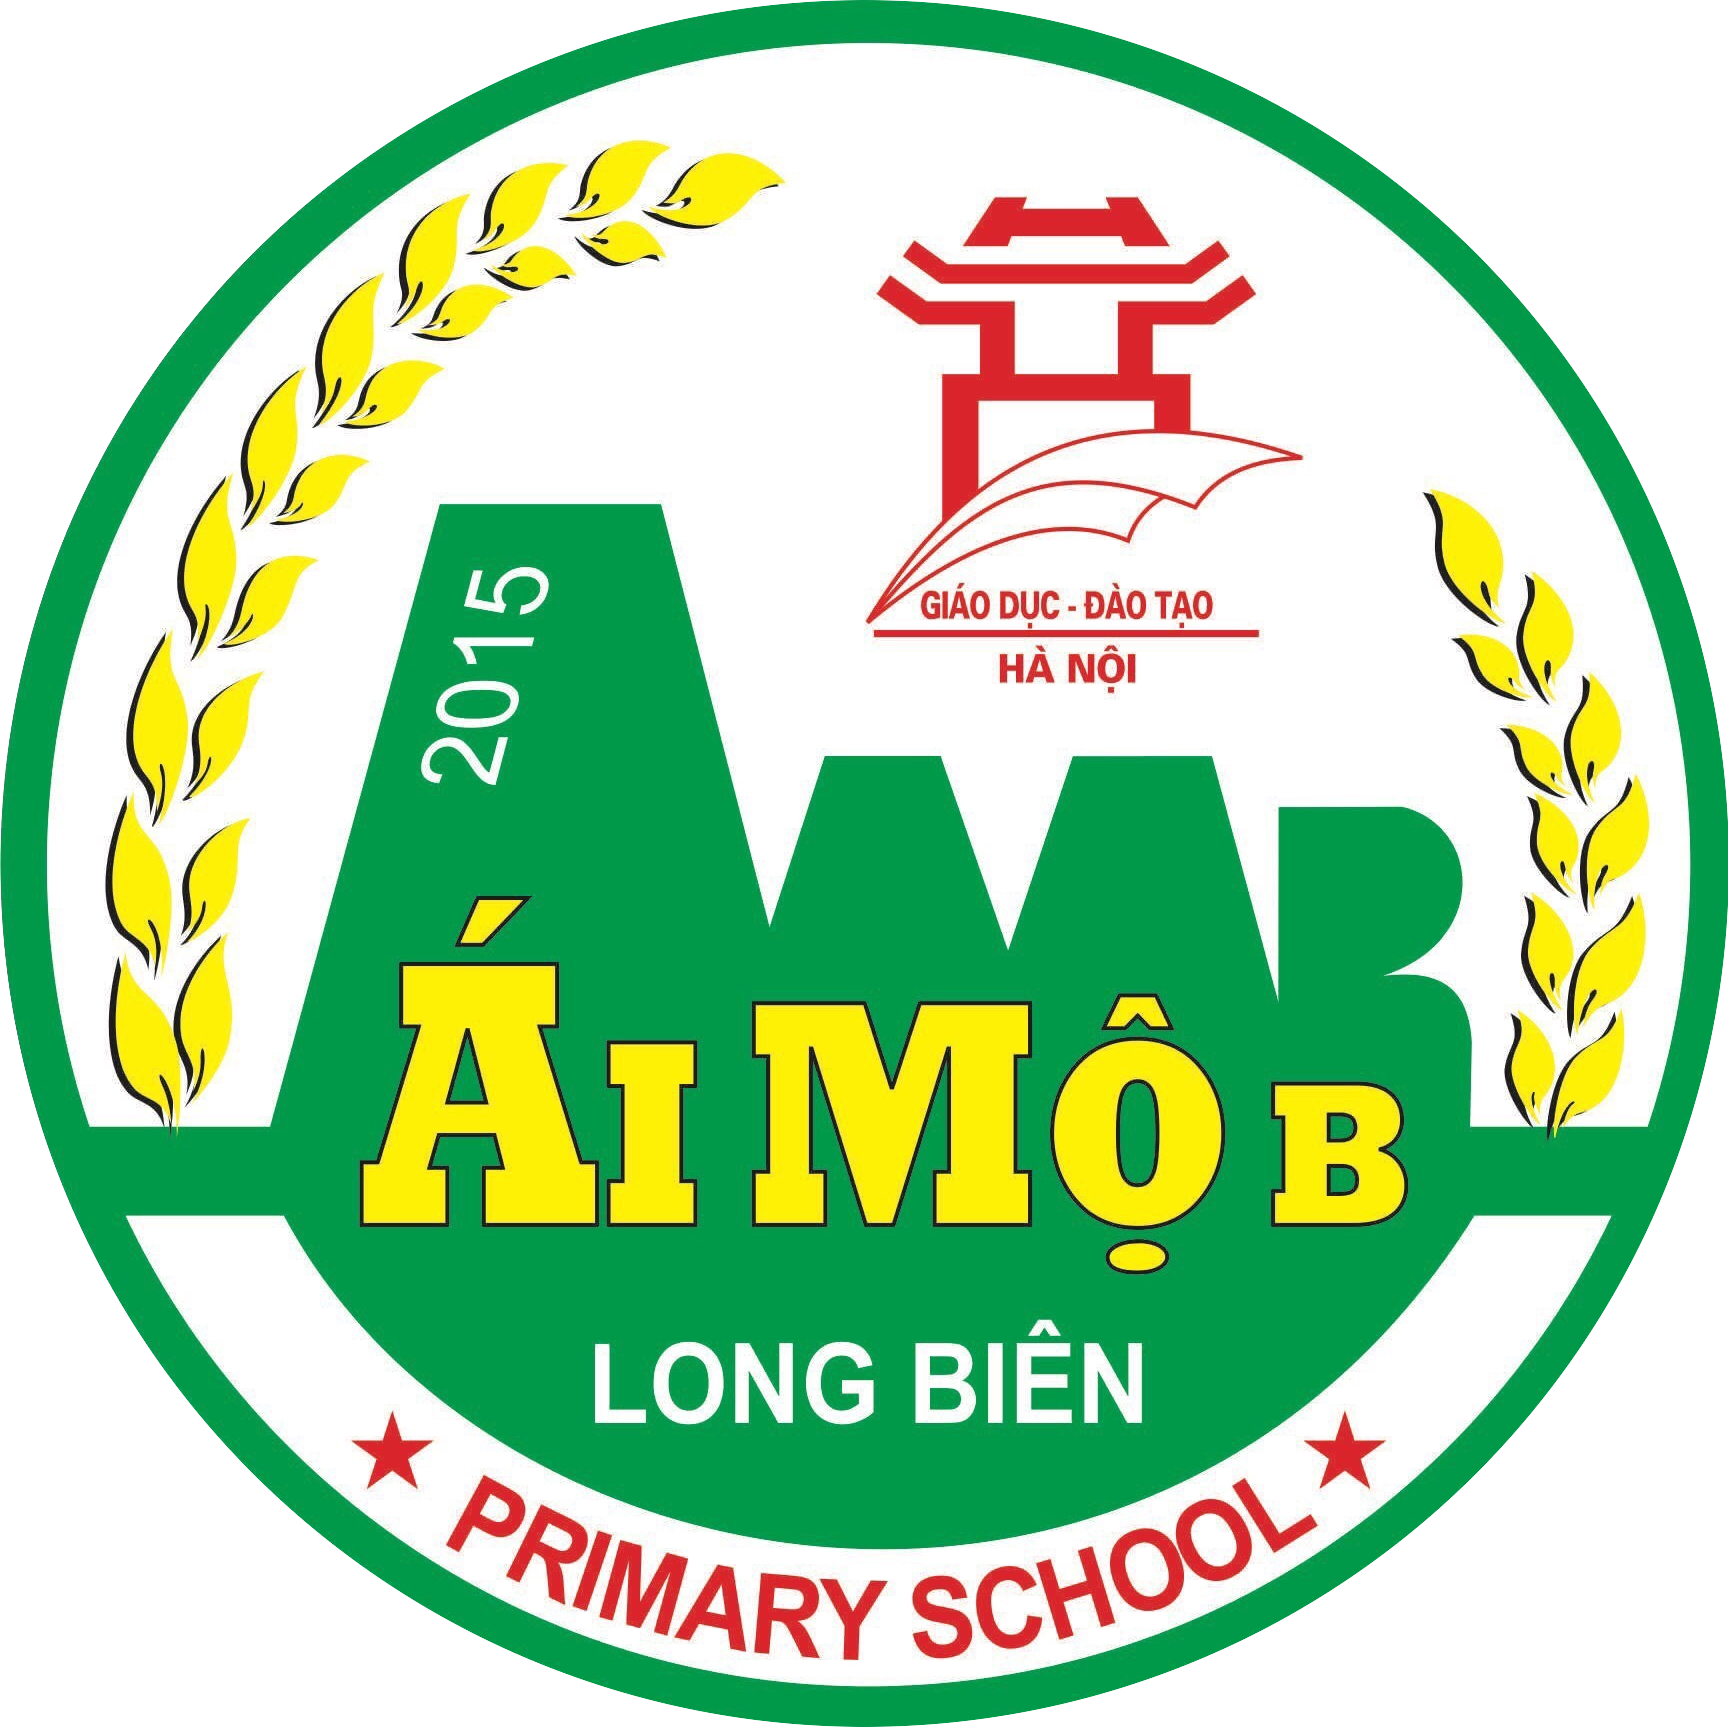 GIÁO DỤC - ĐÀO TẠO
HÀ NỘI
2015
ÁI MỘ B
LONG BIÊN
★ PRIMARY SCHOOL ★